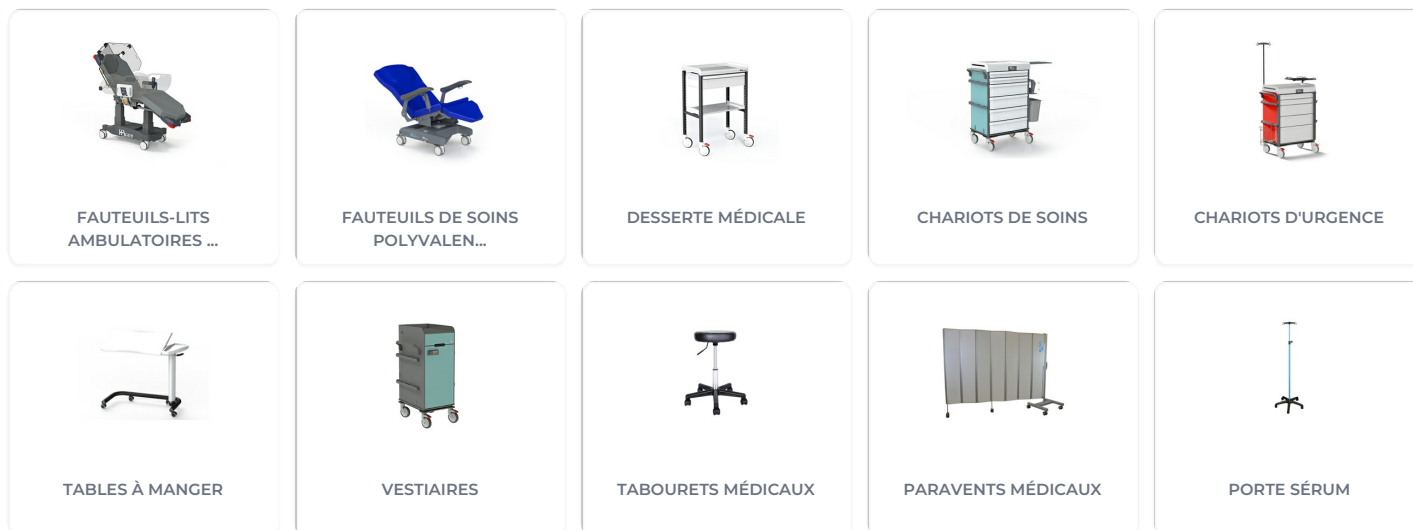 FAUTEUILS-LITS
AMBULATOIRES ...
FAUTEUILS DE SOINS
POLYVALEN...
DESSERTE MÉDICALE
CHARIOTS DE SOINS
CHARIOTS D'URGENCE
TABLES À MANGER
VESTIAIRES
TABOURETS MÉDICAUX
PARAVENTS MÉDICAUX
PORTE SÉRUM